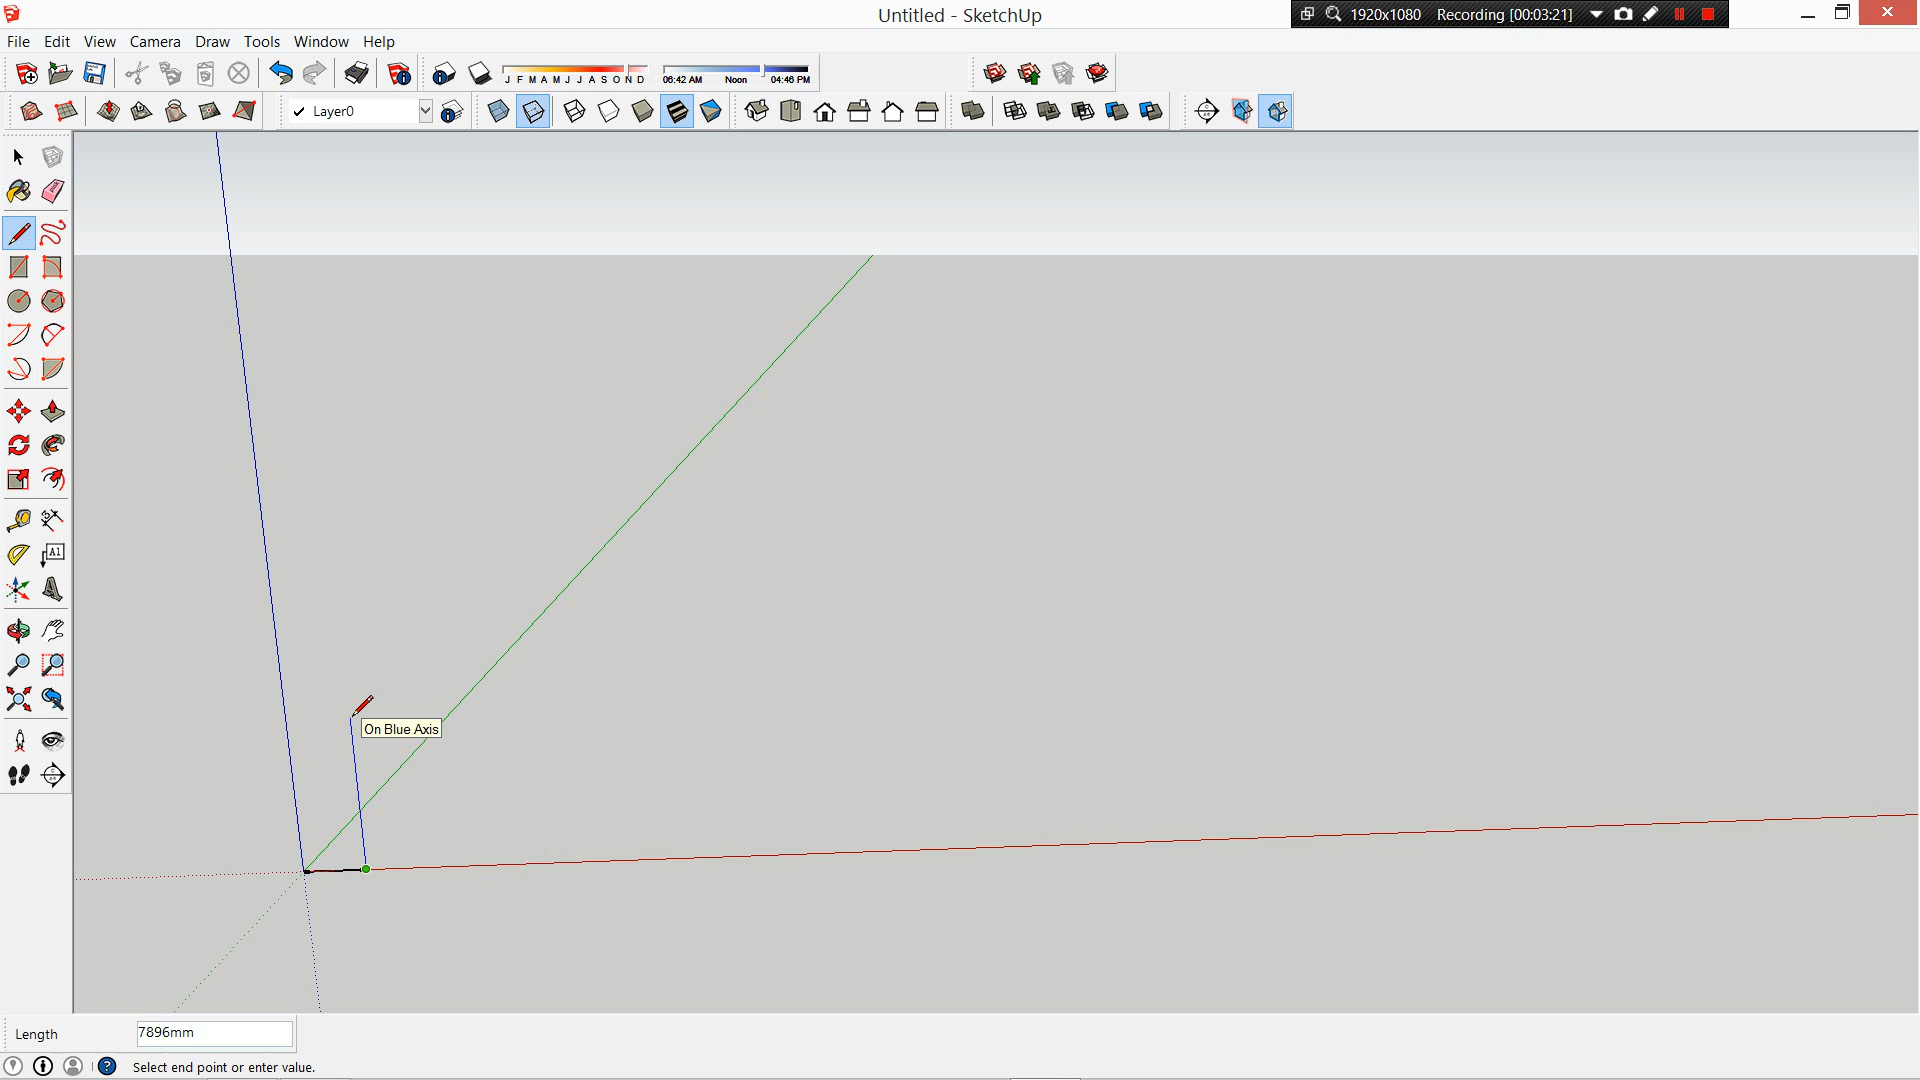 Untitled - SketchUp
1920x1080 Recording [00:03:21]
File Edit View Camera Draw Tools Window Help
J F M A M J J A S O N D
06:42 AM Noon 04:46 PM
Layer0
A1
On Blue Axis
Length 7896mm
Select end point or enter value.